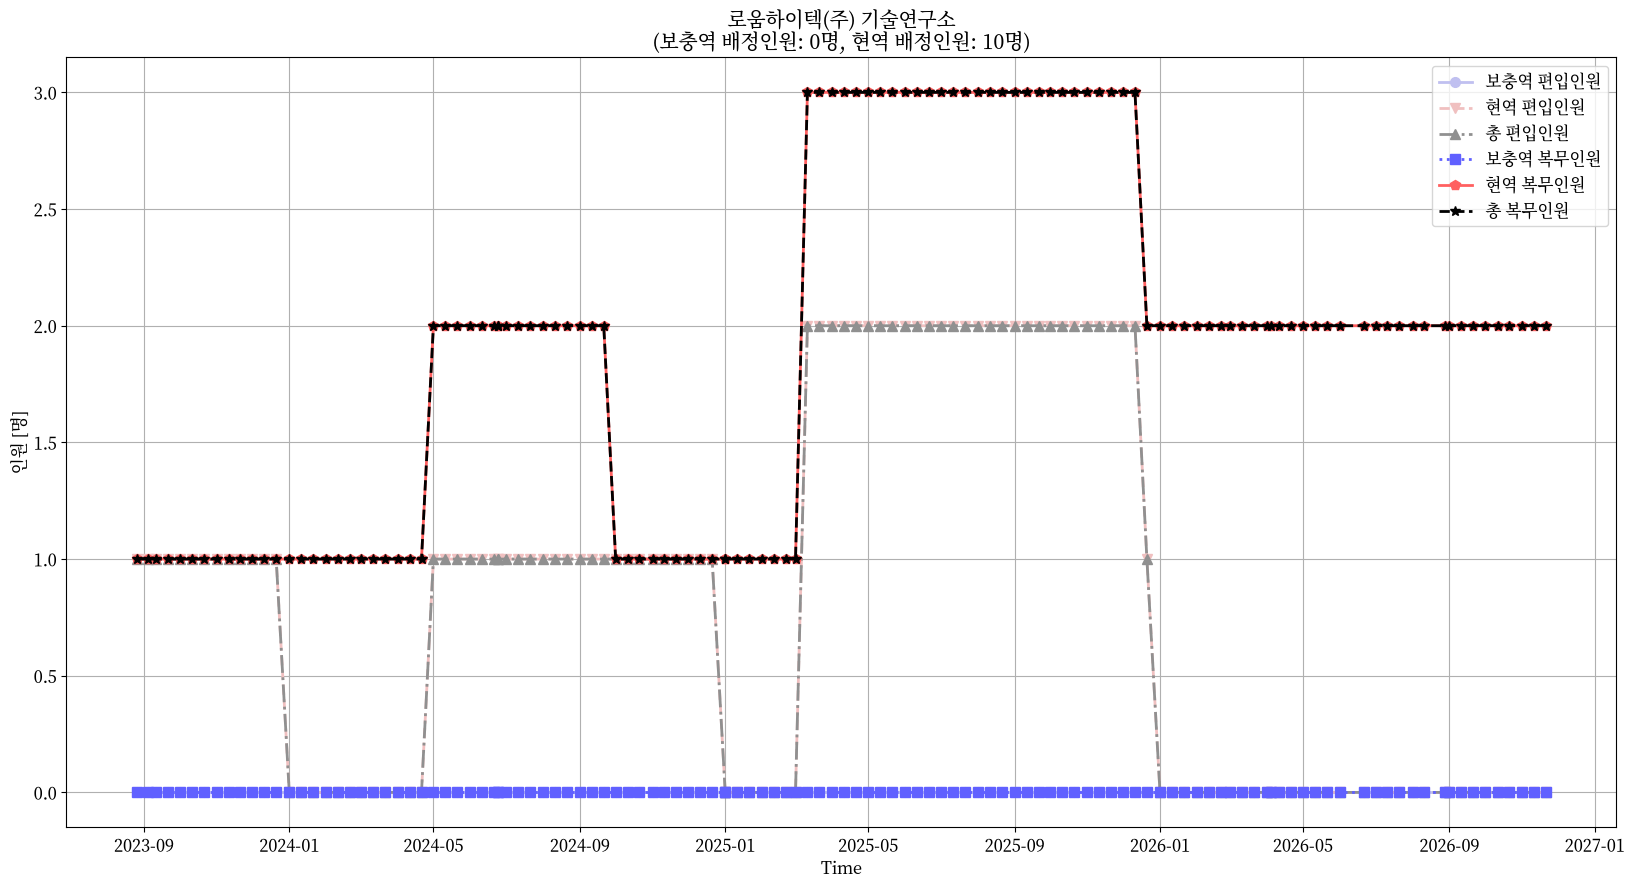 로움하이텍(주) 기술연구소
(보충역 배정인원: 0명, 현역 배정인원: 10명)
보충역 편입인원
현역 편입인원
총 편입인원
보충역 복무인원
현역 복무인원
총 복무인원
인원 [명]
3.0
2.5
2.0
1.5
1.0
0.5
0.0
2023-09 2024-01 2024-05 2024-09 2025-01 2025-05 2025-09 2026-01 2026-05 2026-09 2027-01
Time